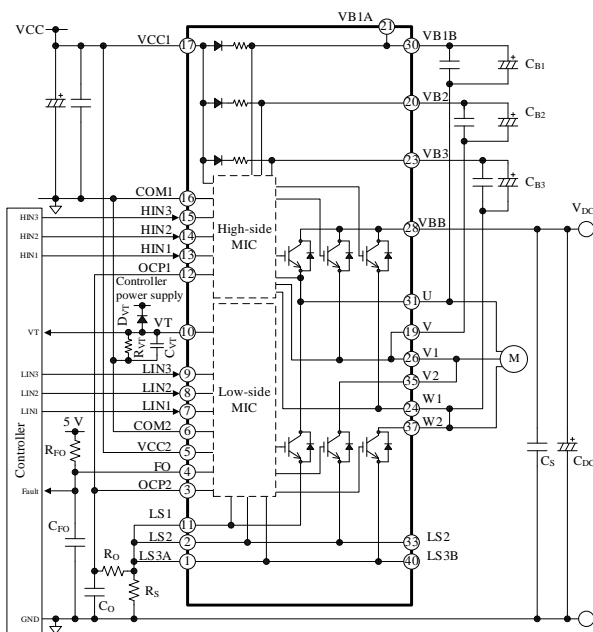 VB1A
21
VCC
VCC1
17
30
VB1B
CB1
20
VB2
CB2
23
VB3
CB3
COM1
16
HIN3
HIN3
15
HIN2
HIN2
14
HIN1
HIN1
13
OCP1
12
High-side
MIC
VDC
VBB
28
Controller
power supply
DVT
VT
VT
10
RVT
CVT
31
U
19
V
26
V1
M
35
V2
24
W1
37
W2
LIN3
LIN3
9
LIN2
LIN2
8
LIN1
LIN1
7
Low-side
MIC
COM2
6
5 V
VCC2
5
RFO
FO
4
Controller
Fault
OCP2
3
CS
CDC
LS1
11
LS2
2
33
LS2
LS3A
1
40
LS3B
CFO
RO
RS
CO
GND